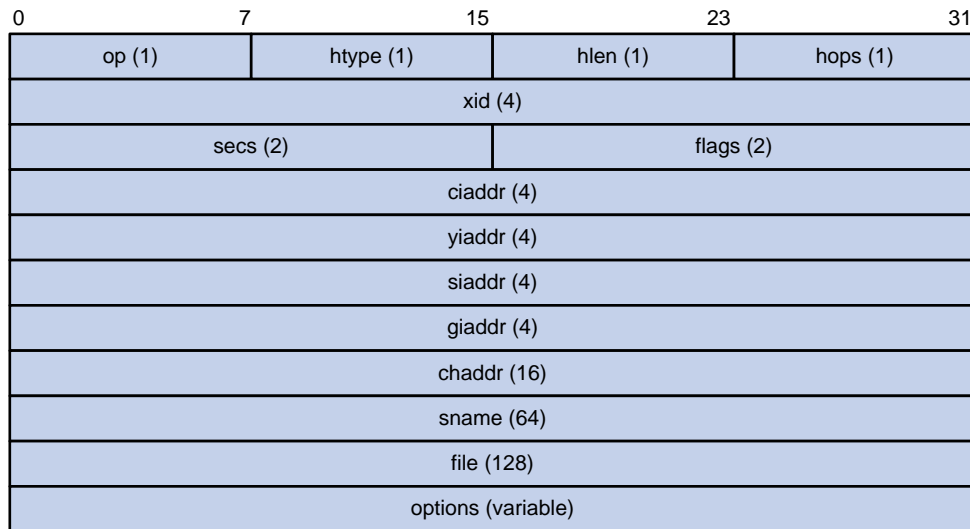 0 7 15 23 31
op (1) htype (1) hlen (1) hops (1)
xid (4)
secs (2) flags (2)
ciaddr (4)
yiaddr (4)
siaddr (4)
giaddr (4)
chaddr (16)
sname (64)
file (128)
options (variable)